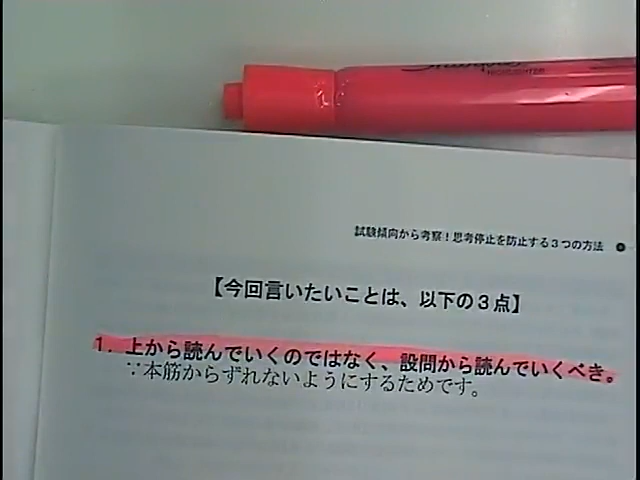 Sharpie
HIGHLIGHTER
試験傾向から考察！思考停止を防止する３つの方法
【今回言いたいことは、以下の３点】
１．上から読んでいくのではなく、設問から読んでいくべき。
∵本筋からずれないようにするためです。